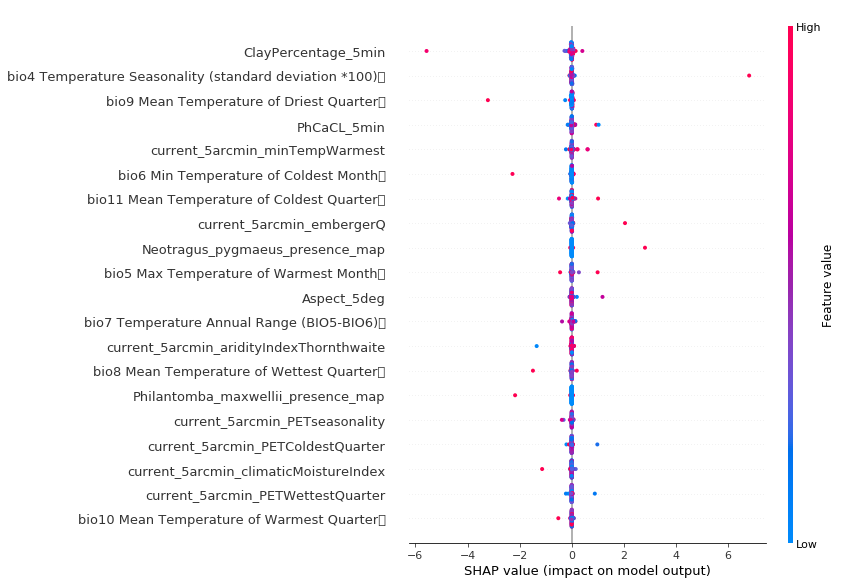 High
ClayPercentage_5min
bio4 Temperature Seasonality (standard deviation *100)
bio9 Mean Temperature of Driest Quarter
PhCaCL_5min
current_5arcmin_minTempWarmest
bio6 Min Temperature of Coldest Month
bio11 Mean Temperature of Coldest Quarter
current_5arcmin_embergerQ
Neotragus_pygmaeus_presence_map
bio5 Max Temperature of Warmest Month
Aspect_5deg
bio7 Temperature Annual Range (BIO5-BIO6)
current_5arcmin_aridityIndexThornthwaite
bio8 Mean Temperature of Wettest Quarter
Philantomba_maxwellii_presence_map
current_5arcmin_PETseasonality
current_5arcmin_PETColdestQuarter
current_5arcmin_climaticMoistureIndex
current_5arcmin_PETWettestQuarter
bio10 Mean Temperature of Warmest Quarter
Feature value
Low
−6 −4 −2 0 2 4 6
SHAP value (impact on model output)